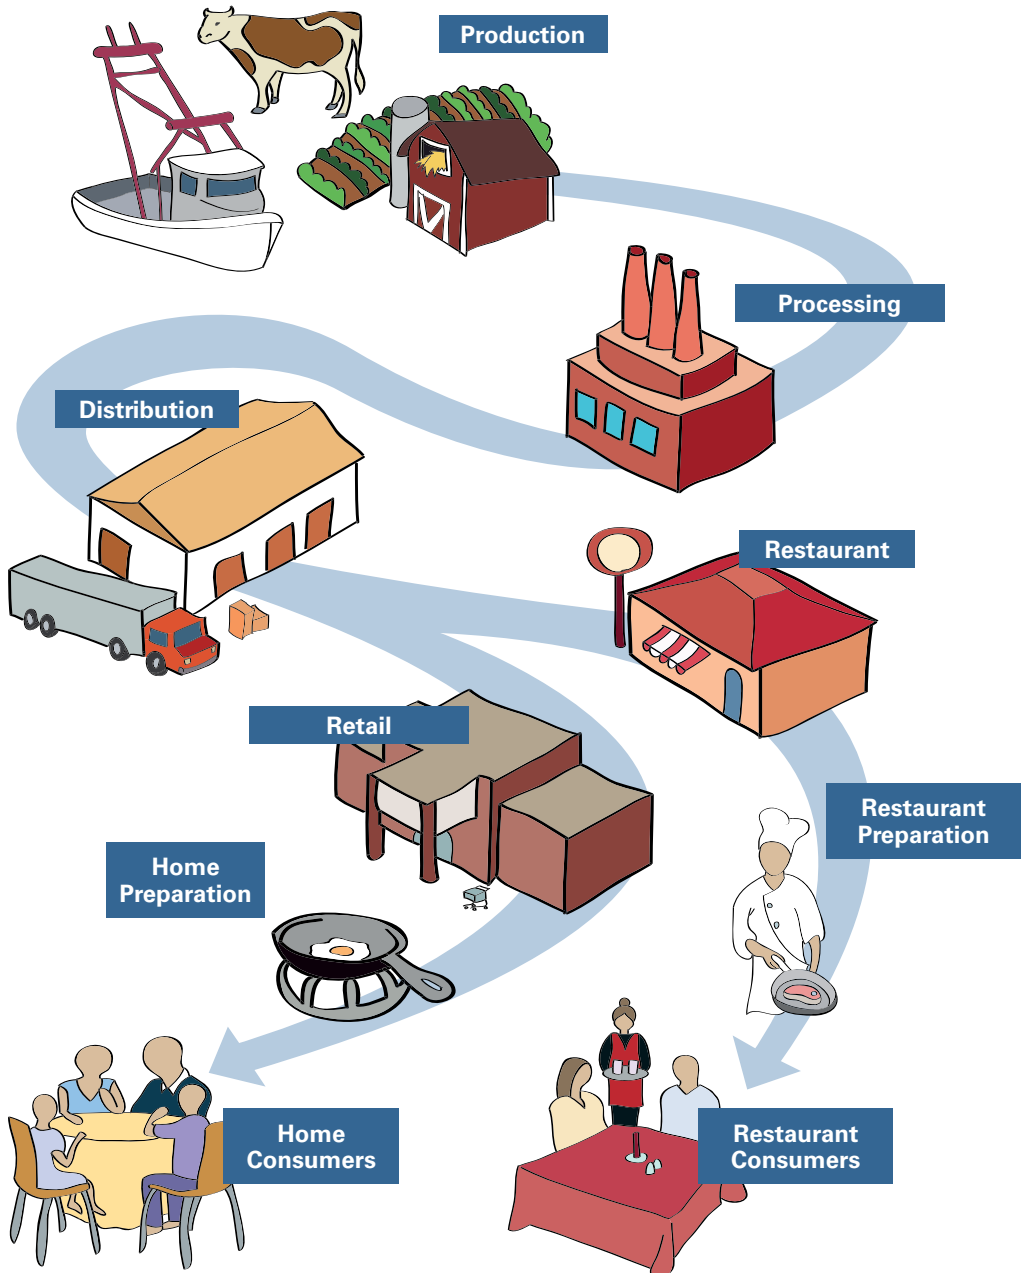 Production
Processing
Distribution
Restaurant
Retail
Restaurant
Preparation
Home
Preparation
Home
Consumers
Restaurant
Consumers